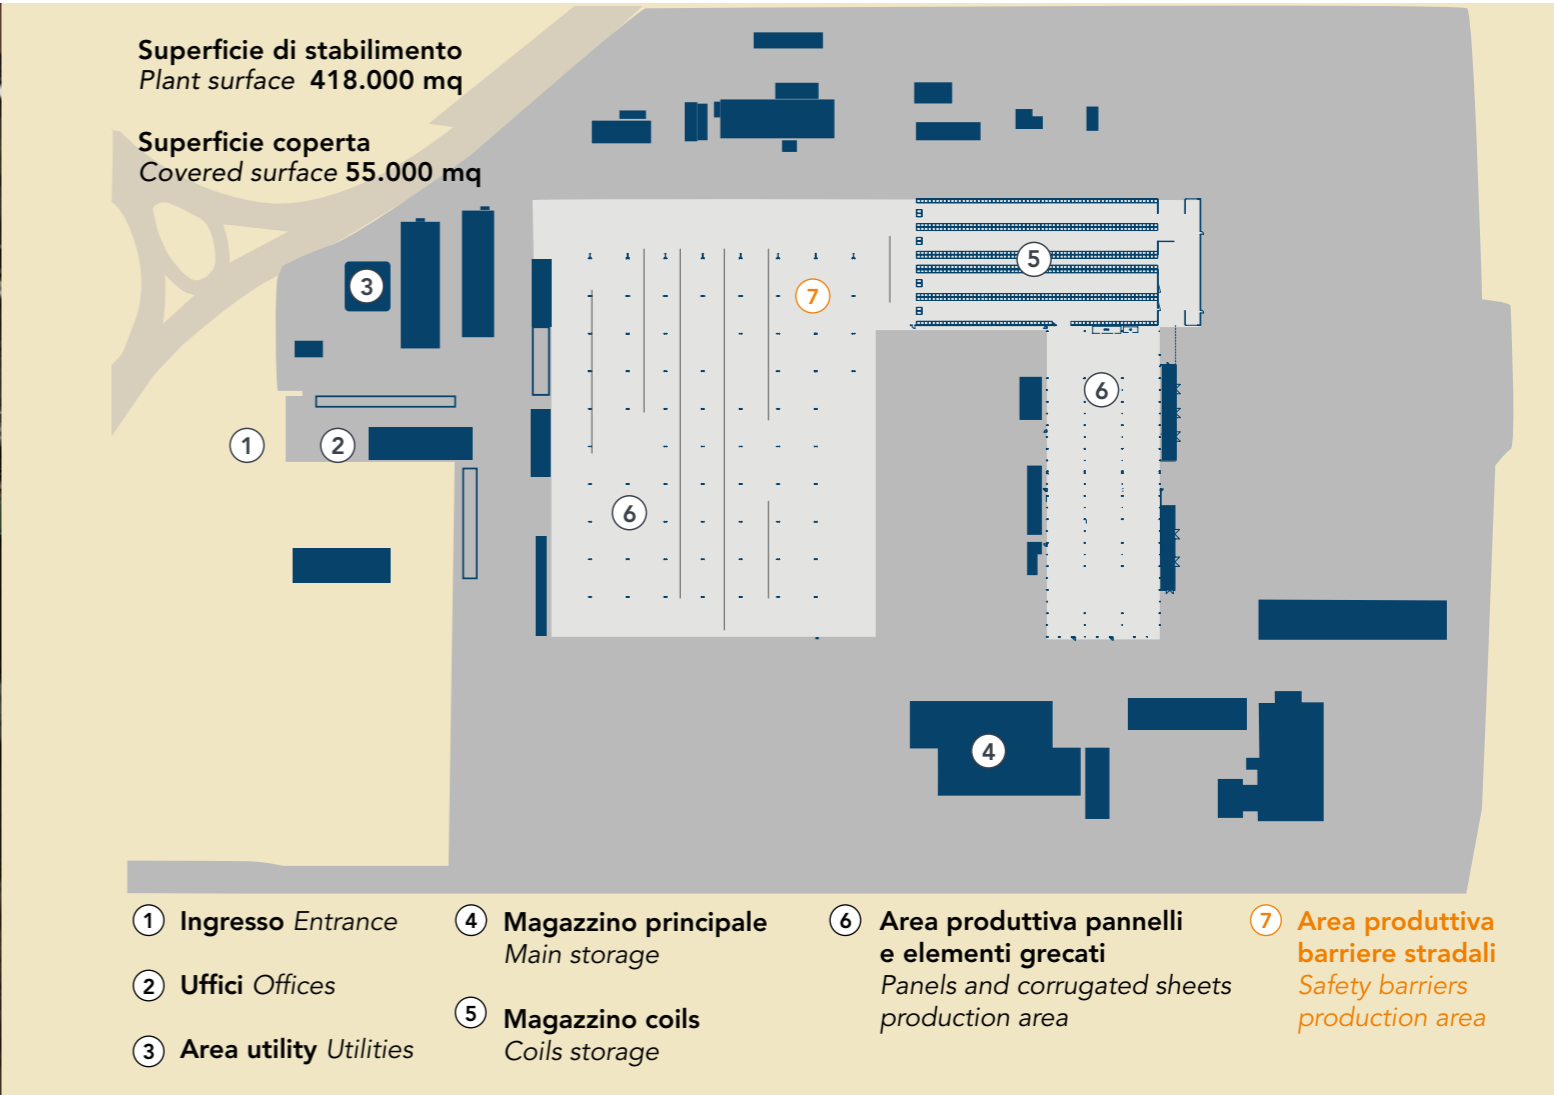 Superficie di stabilimento
Plant surface 418.000 mq
Superficie coperta
Covered surface 55.000 mq
5
3
7
6
1
2
6
4
1 Ingresso Entrance
2 Uffici Offices
3 Area utility Utilities
4 Magazzino principale
Main storage
5 Magazzino coils
Coils storage
6 Area produttiva pannelli
e elementi grecati
Panels and corrugated sheets
production area
7 Area produttiva
barriere stradali
Safety barriers
production area